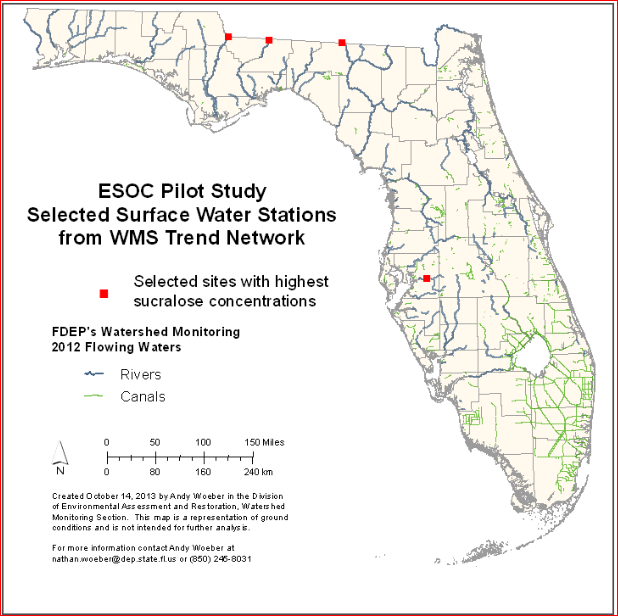 ESOC Pilot Study
Selected Surface Water Stations
from WMS Trend Network
Selected sites with highest
sucralose concentrations
FDEP's Watershed Monitoring
2012 Flowing Waters
Rivers
Canals
0 50 100 150 Miles
0 80 160 240 km
N
Created October 14, 2013 by Andy Woeber in the Division
of Environmental Assessment and Restoration, Watershed
Monitoring Section. This map is a representation of ground
conditions and is not intended for further analysis.
For more information contact Andy Woeber at
nathan.woeber@dep.state.fl.us or (850) 245-8031